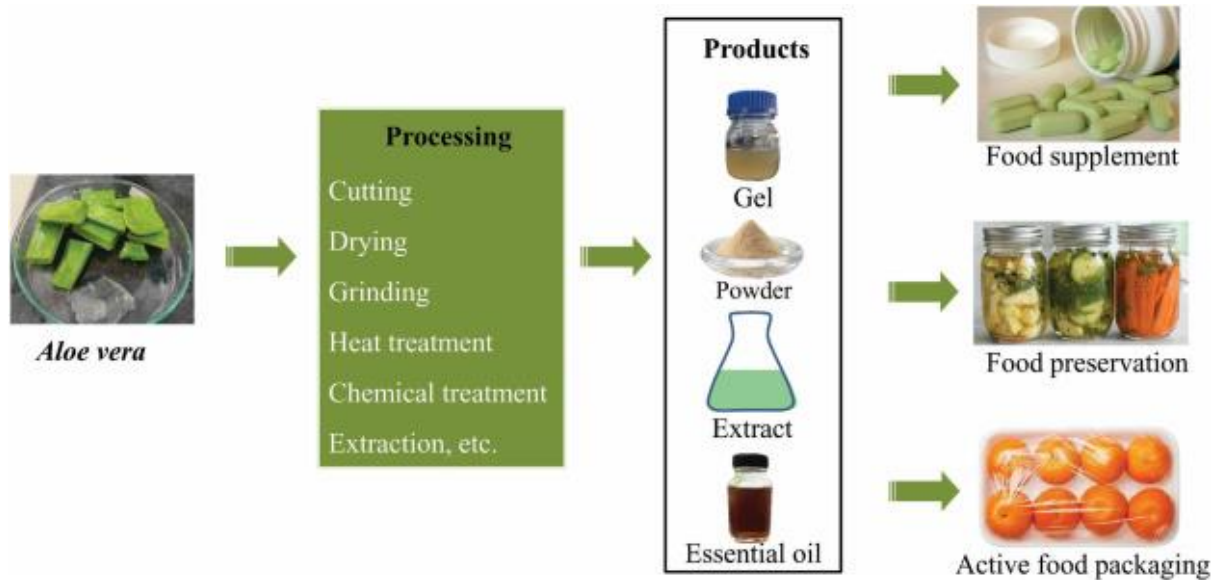 Aloe vera
Processing
Cutting
Drying
Grinding
Heat treatment
Chemical treatment
Extraction, etc.
Products
Gel
Powder
Extract
Essential oil
Food supplement
Food preservation
Active food packaging